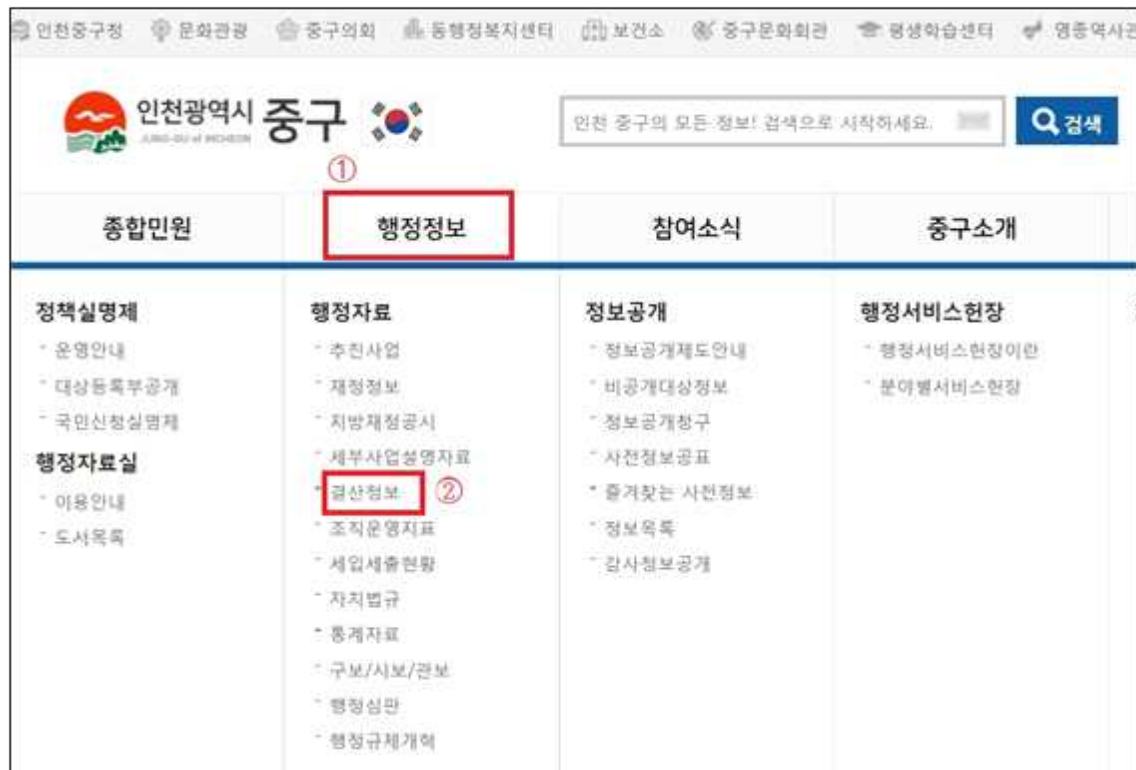 인천중구청 문화관광 중구의회 동행정복지센터 보건소 중구문화회관 평생학습센터 영종역사관
인천광역시 중구
JUNG-GU of INCHEON
인천 중구의 모든 정보! 검색으로 시작하세요. 검색
①
종합민원 행정정보 참여소식 중구소개
정책실명제
- 운영안내
- 대상등록부공개
- 국민신청실명제
행정자료실
- 이용안내
- 도서목록
행정자료
- 추진사업
- 재정정보
- 지방재정공시
- 세부사업설명자료
- 결산정보 ②
- 조직운영지표
- 세입세출현황
- 자치법규
- 통계자료
- 구보/시보/관보
- 행정심판
- 행정규제개혁
정보공개
- 정보공개제도안내
- 비공개대상정보
- 정보공개청구
- 사전정보공표
- 즐겨찾는 사전정보
- 정보목록
- 감사정보공개
행정서비스헌장
- 행정서비스헌장이란
- 분야별서비스헌장